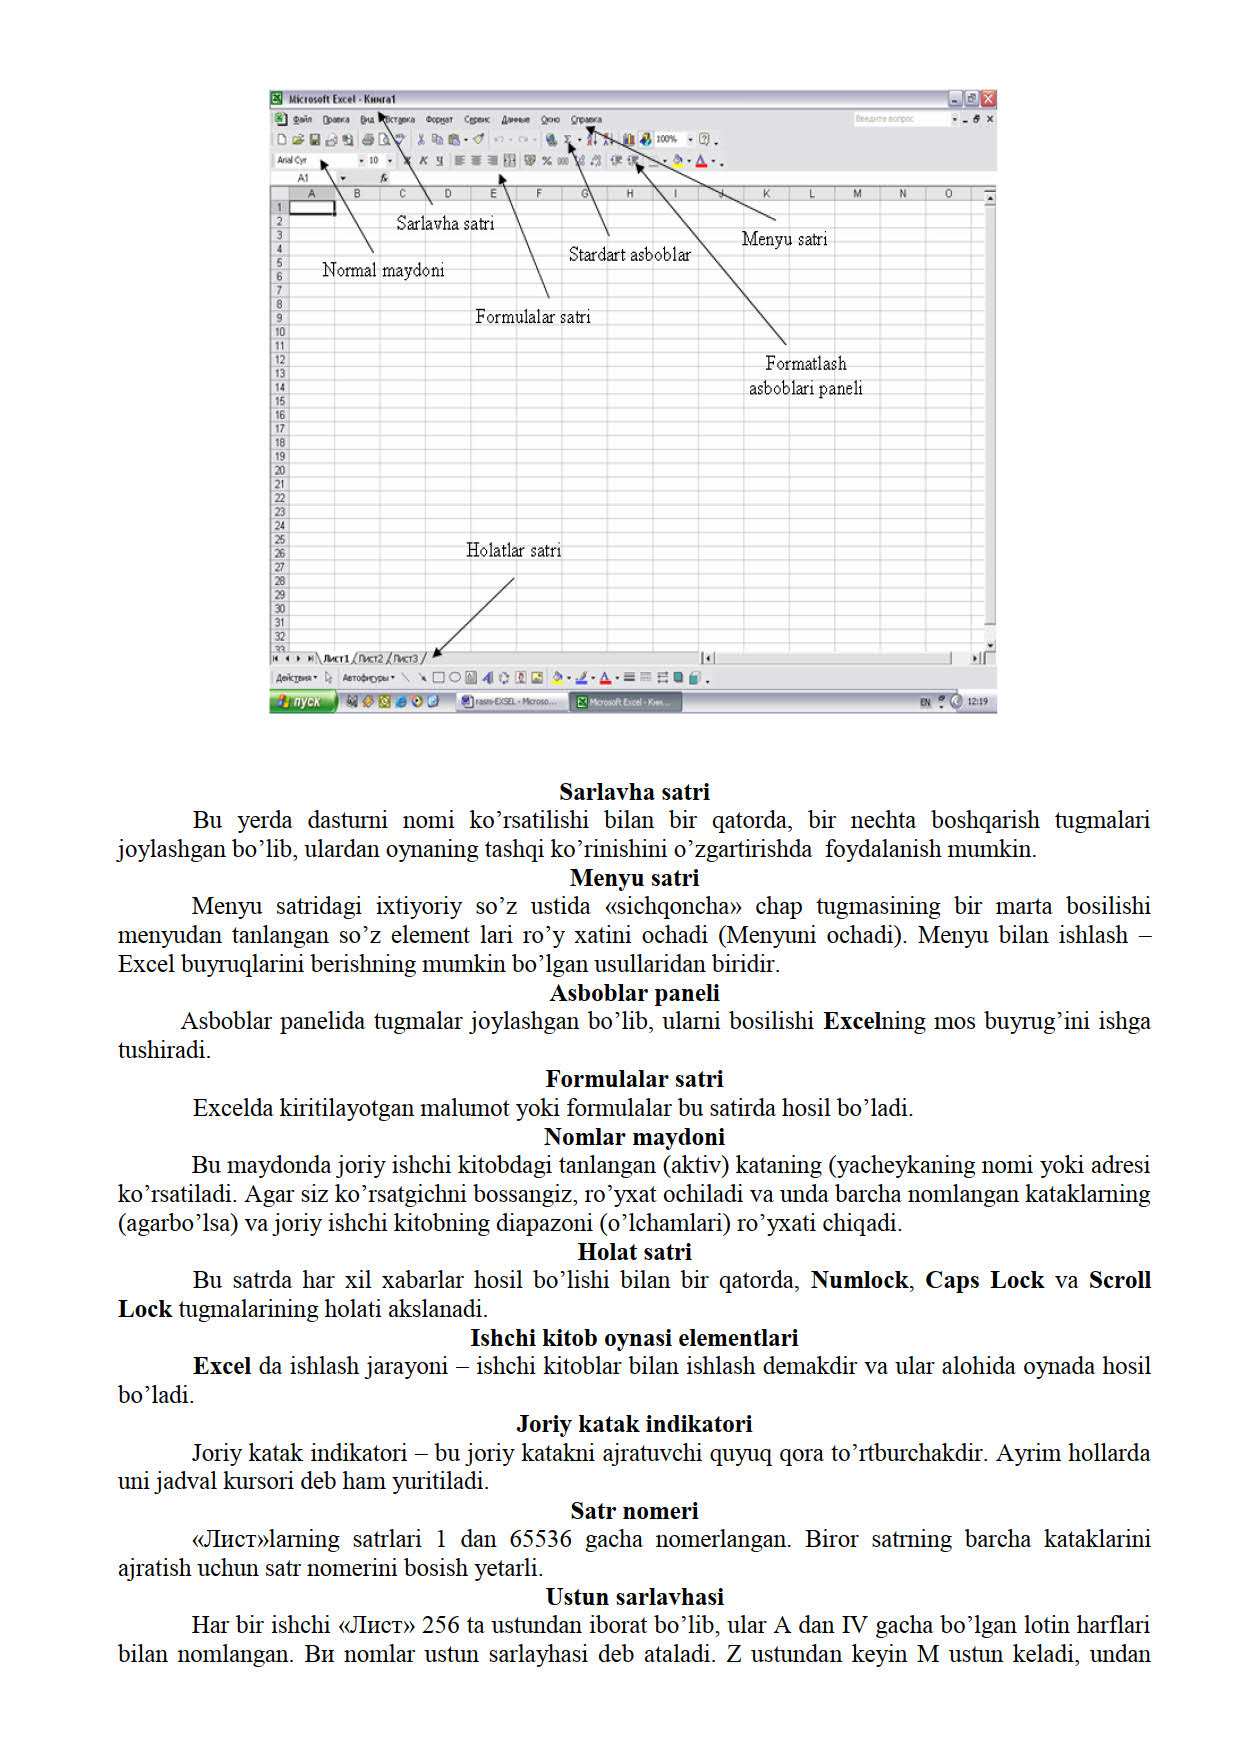 Microsoft Excel - Книга1
Файл Правка Вид Вставка Формат Сервис Данные Окно Справка Введите вопрос
100%
Arial Cyr 10 Ж К Ч % 000
A1 fx
A B C D E F G H I J K L M N O
1
2
3
4
5
6
7
8
9
10
11
12
13
14
15
16
17
18
19
20
21
22
23
24
25
26
27
28
29
30
31
32
33
Sarlavha satri
Menyu satri
Stardart asboblar
Normal maydoni
Formulalar satri
Formatlash
asboblari paneli
Holatlar satri
Лист1 Лист2 Лист3
Действия Автофигуры
пуск rasm-EXSEL - Microso... Microsoft Excel - Кни... EN 12:19
Sarlavha satri
Bu yerda dasturni nomi ko’rsatilishi bilan bir qatorda, bir nechta boshqarish tugmalari
joylashgan bo’lib, ulardan oynaning tashqi ko’rinishini o’zgartirishda foydalanish mumkin.
Menyu satri
Menyu satridagi ixtiyoriy so’z ustida «sichqoncha» chap tugmasining bir marta bosilishi
menyudan tanlangan so’z element lari ro’y xatini ochadi (Menyuni ochadi). Menyu bilan ishlash –
Excel buyruqlarini berishning mumkin bo’lgan usullaridan biridir.
Asboblar paneli
Asboblar panelida tugmalar joylashgan bo’lib, ularni bosilishi Excelning mos buyrug’ini ishga
tushiradi.
Formulalar satri
Excelda kiritilayotgan malumot yoki formulalar bu satirda hosil bo’ladi.
Nomlar maydoni
Bu maydonda joriy ishchi kitobdagi tanlangan (aktiv) kataning (yacheykaning nomi yoki adresi
ko’rsatiladi. Agar siz ko’rsatgichni bossangiz, ro’yxat ochiladi va unda barcha nomlangan kataklarning
(agarbo’lsa) va joriy ishchi kitobning diapazoni (o’lchamlari) ro’yxati chiqadi.
Holat satri
Bu satrda har xil xabarlar hosil bo’lishi bilan bir qatorda, Numlock, Caps Lock va Scroll
Lock tugmalarining holati akslanadi.
Ishchi kitob oynasi elementlari
Excel da ishlash jarayoni – ishchi kitoblar bilan ishlash demakdir va ular alohida oynada hosil
bo’ladi.
Joriy katak indikatori
Joriy katak indikatori – bu joriy katakni ajratuvchi quyuq qora to’rtburchakdir. Ayrim hollarda
uni jadval kursori deb ham yuritiladi.
Satr nomeri
«Лист»larning satrlari 1 dan 65536 gacha nomerlangan. Biror satrning barcha kataklarini
ajratish uchun satr nomerini bosish yetarli.
Ustun sarlavhasi
Har bir ishchi «Лист» 256 ta ustundan iborat bo’lib, ular A dan IV gacha bo’lgan lotin harflari
bilan nomlangan. Ви nomlar ustun sarlayhasi deb ataladi. Z ustundan keyin M ustun keladi, undan